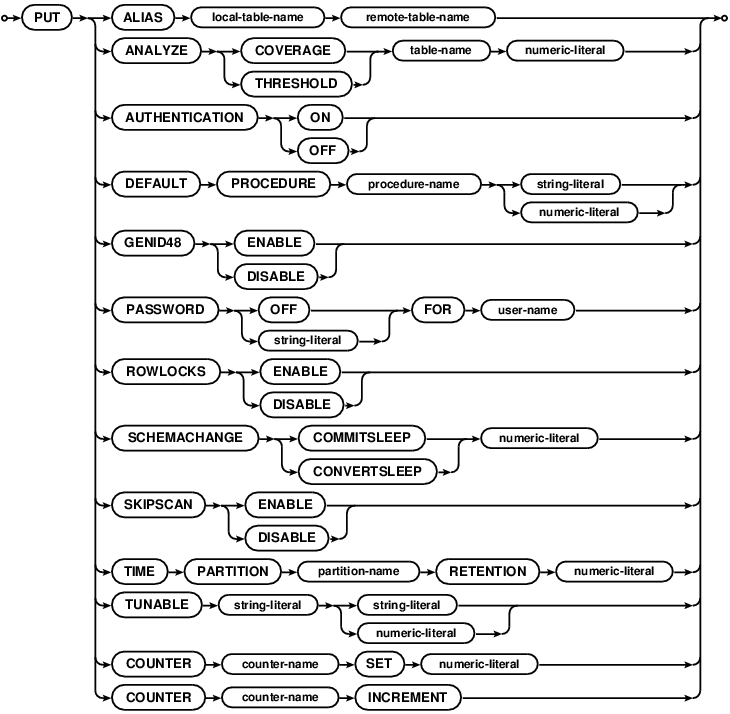 PUT ALIAS local-table-name remote-table-name
ANALYZE COVERAGE table-name numeric-literal
THRESHOLD
AUTHENTICATION ON
OFF
DEFAULT PROCEDURE procedure-name string-literal
numeric-literal
GENID48 ENABLE
DISABLE
PASSWORD OFF FOR user-name
string-literal
ROWLOCKS ENABLE
DISABLE
SCHEMACHANGE COMMITSLEEP numeric-literal
CONVERTSLEEP
SKIPSCAN ENABLE
DISABLE
TIME PARTITION partition-name RETENTION numeric-literal
TUNABLE string-literal string-literal
numeric-literal
COUNTER counter-name SET numeric-literal
COUNTER counter-name INCREMENT